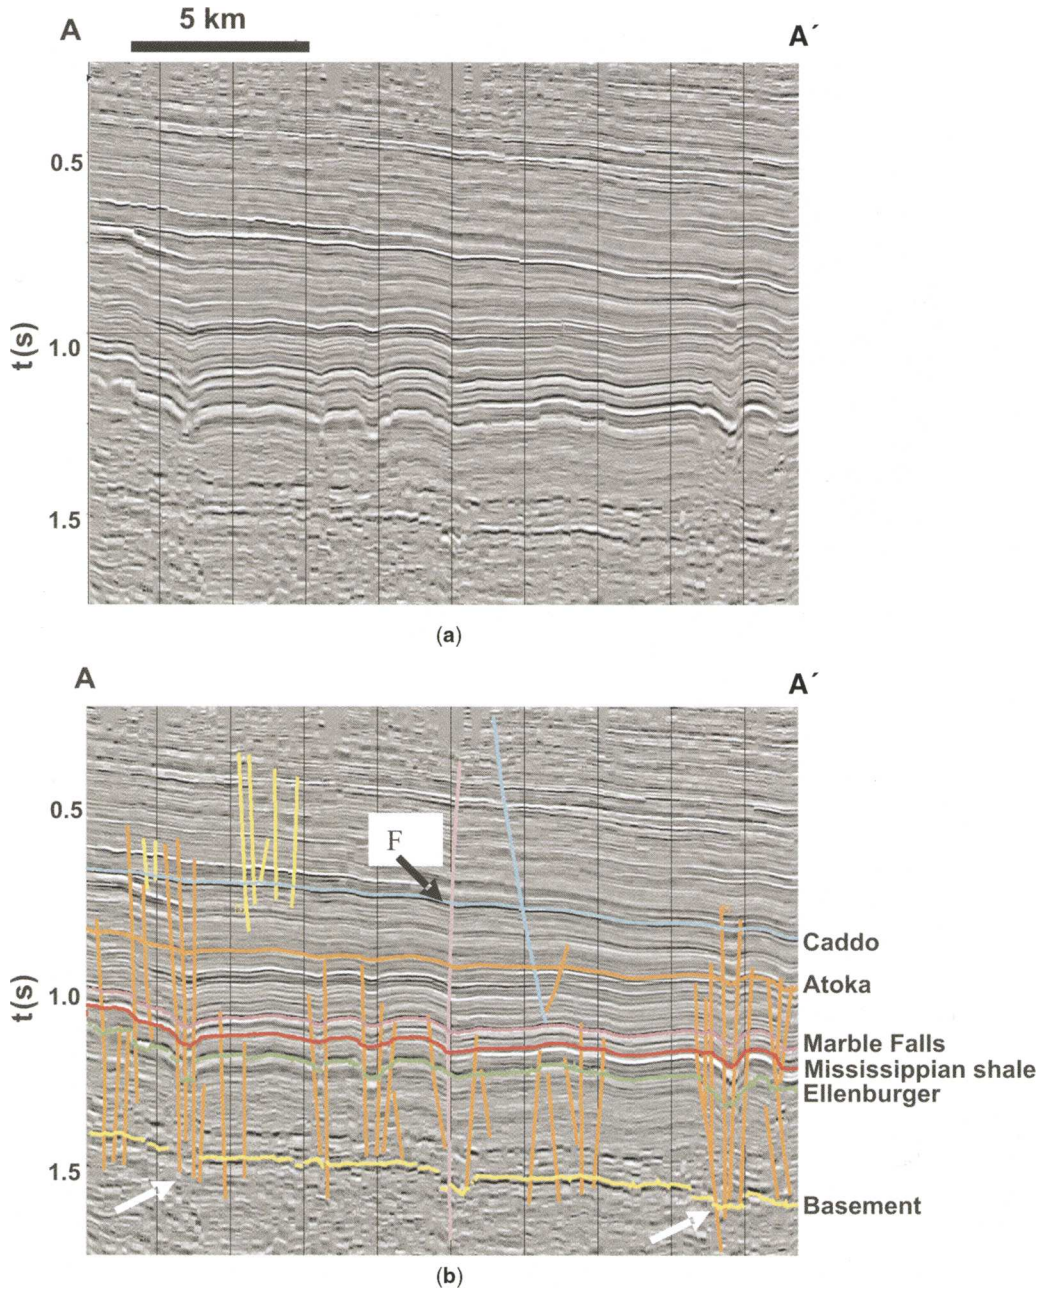 5 km
A A´
0.5
1.0
t(s)
1.5
(a)
A A´
0.5
F
Caddo
Atoka
1.0
t(s)
Marble Falls
Mississippian shale
Ellenburger
1.5
Basement
(b)